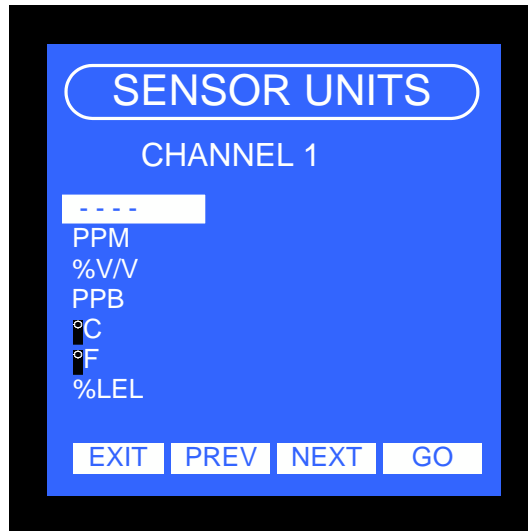 SENSOR UNITS
CHANNEL 1
- - - -
PPM
%V/V
PPB
°C
°F
%LEL
EXIT PREV NEXT GO